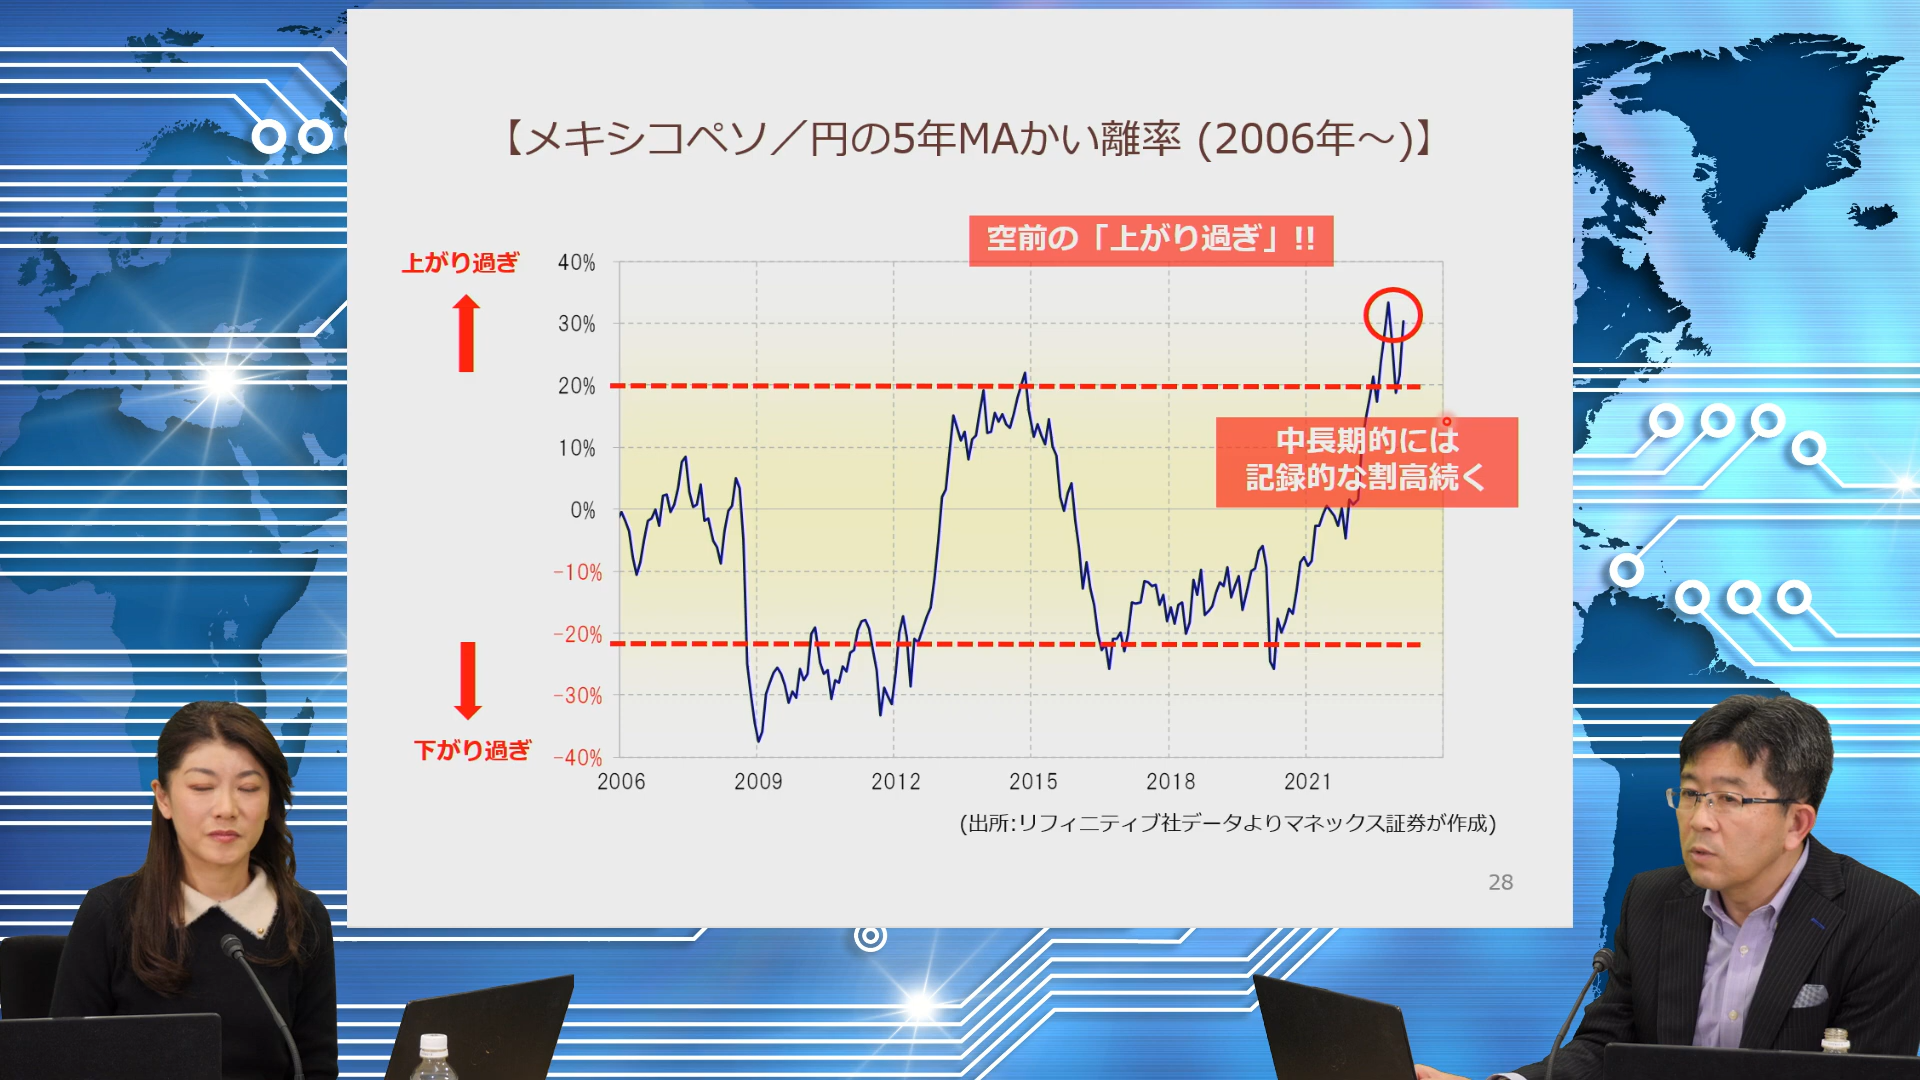 【メキシコペソ／円の5年MAかい離率 (2006年～)】
空前の「上がり過ぎ」!!
上がり過ぎ
40%
30%
20%
10%
0%
-10%
-20%
-30%
-40%
中長期的には
記録的な割高続く
下がり過ぎ
2006 2009 2012 2015 2018 2021
(出所:リフィニティブ社データよりマネックス証券が作成)
28